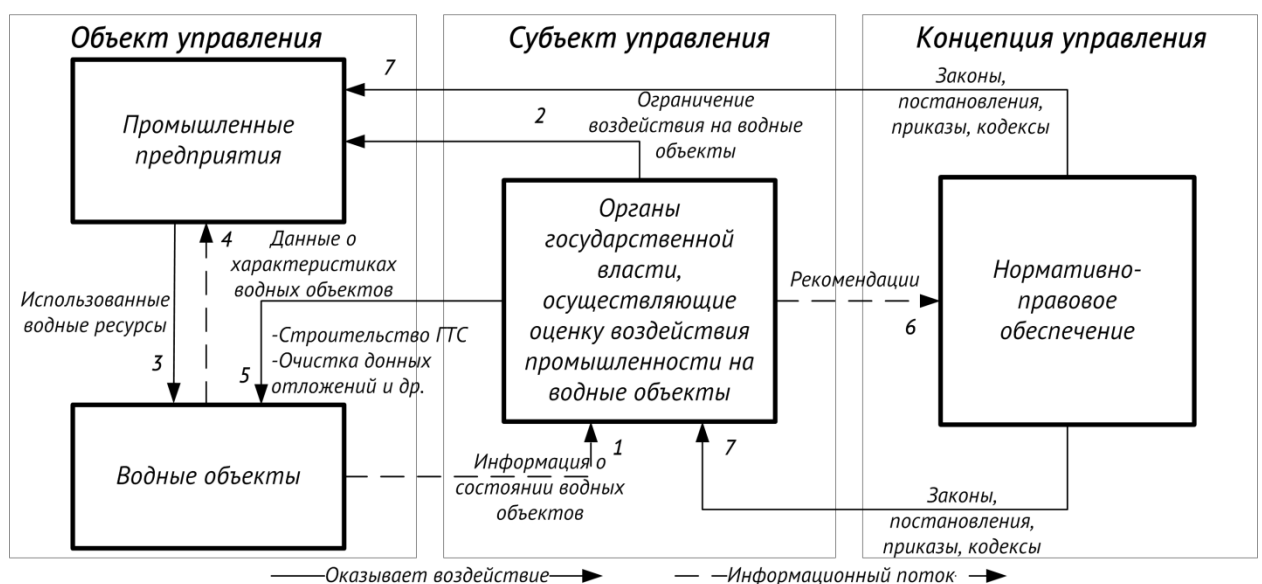 Объект управления
Субъект управления
Концепция управления
Промышленные
предприятия
7
2
Ограничение
воздействия на водные
объекты
Законы,
постановления,
приказы, кодексы
4
Данные о
характеристиках
водных объектов
Использованные
водные ресурсы
3
5
-Строительство ГТС
-Очистка донных
отложений и др.
Органы
государственной
власти,
осуществляющие
оценку воздействия
промышленности на
водные объекты
Рекомендации
6
Нормативно-
правовое
обеспечение
Водные объекты
1
Информация о
состоянии водных
объектов
7
Законы,
постановления,
приказы, кодексы
Оказывает воздействие
Информационный поток